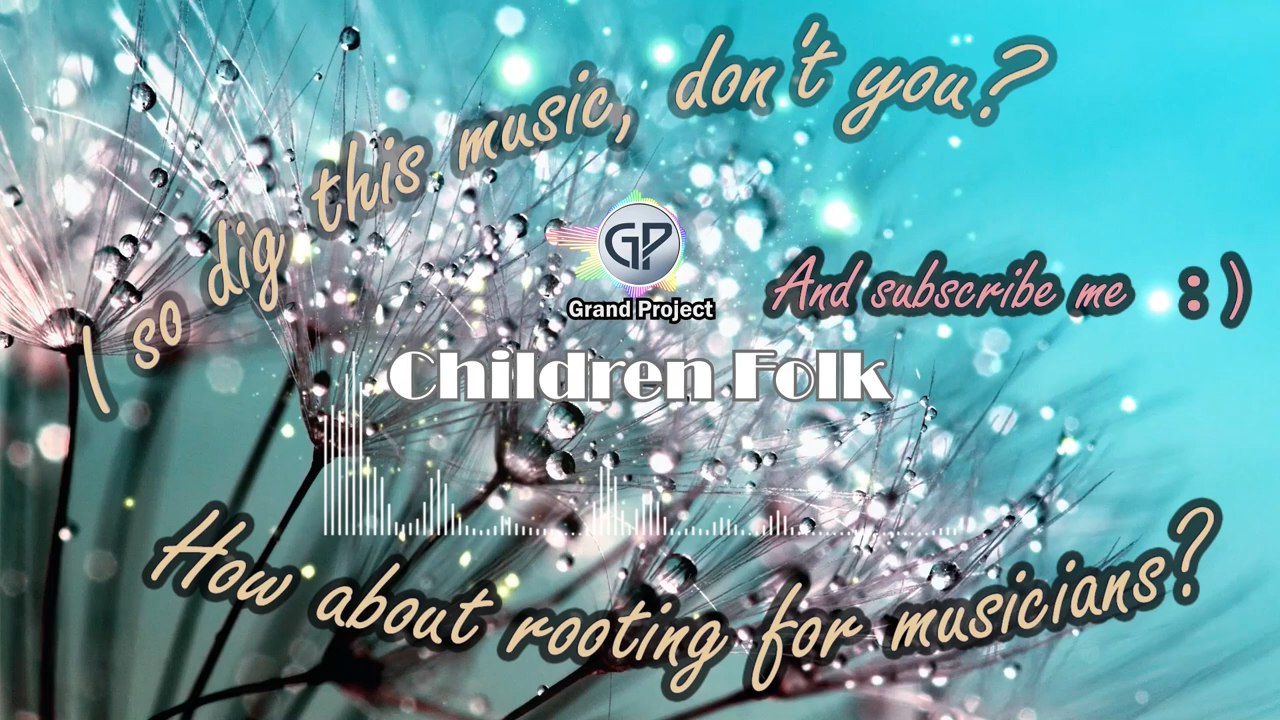 I so dig this music, don't you?
GP
Grand Project
And subscribe me :)
Children Folk
How about rooting for musicians?